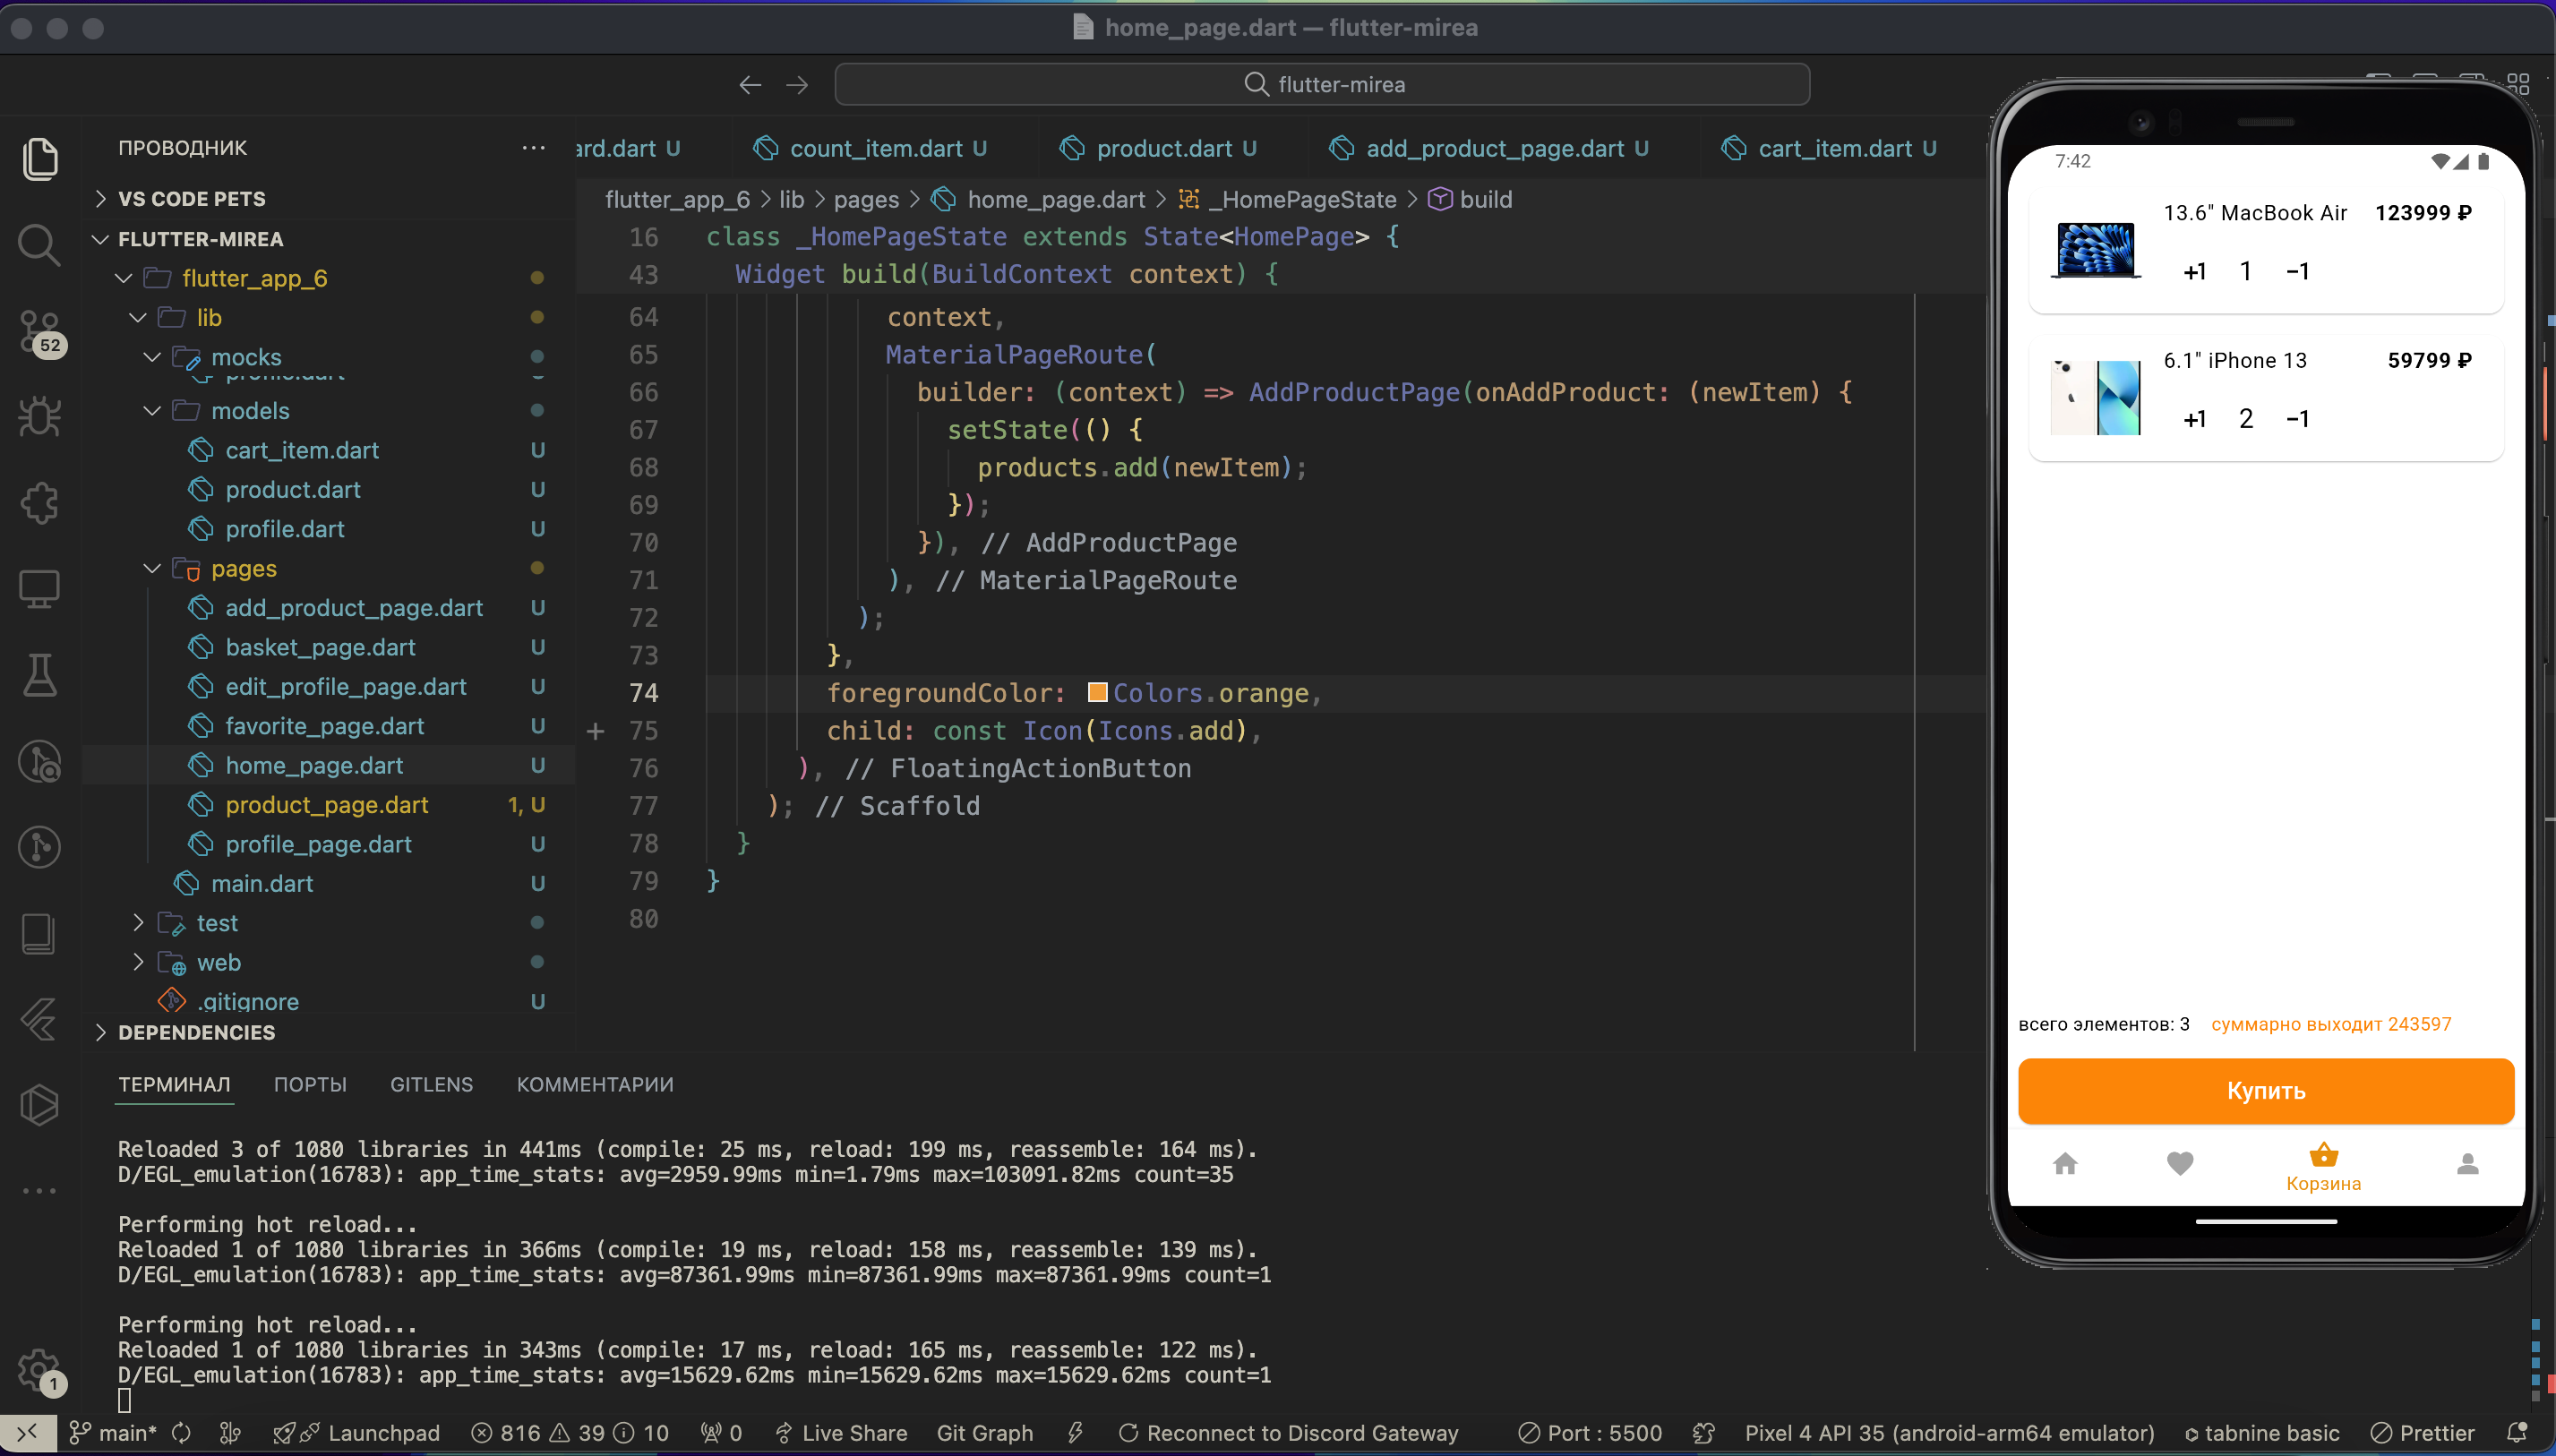 home_page.dart — flutter-mirea
flutter-mirea
ПРОВОДНИК
VS CODE PETS
FLUTTER-MIREA
flutter_app_6
lib
mocks
profile.dart
models
cart_item.dart U
product.dart U
profile.dart U
pages
add_product_page.dart U
basket_page.dart U
edit_profile_page.dart U
favorite_page.dart U
home_page.dart U
product_page.dart 1, U
profile_page.dart U
main.dart U
test
web
.gitignore U
DEPENDENCIES
52
1
ard.dart U count_item.dart U product.dart U add_product_page.dart U cart_item.dart U
flutter_app_6 > lib > pages > home_page.dart > _HomePageState > build
16 class _HomePageState extends State<HomePage> {
43 Widget build(BuildContext context) {
64 context,
65 MaterialPageRoute(
66 builder: (context) => AddProductPage(onAddProduct: (newItem) {
67 setState(() {
68 products.add(newItem);
69 });
70 }), // AddProductPage
71 ), // MaterialPageRoute
72 );
73 },
74 foregroundColor: Colors.orange,
75 child: const Icon(Icons.add),
76 ), // FloatingActionButton
77 ); // Scaffold
78 }
79 }
80
ТЕРМИНАЛ ПОРТЫ GITLENS КОММЕНТАРИИ
Reloaded 3 of 1080 libraries in 441ms (compile: 25 ms, reload: 199 ms, reassemble: 164 ms).
D/EGL_emulation(16783): app_time_stats: avg=2959.99ms min=1.79ms max=103091.82ms count=35
Performing hot reload...
Reloaded 1 of 1080 libraries in 366ms (compile: 19 ms, reload: 158 ms, reassemble: 139 ms).
D/EGL_emulation(16783): app_time_stats: avg=87361.99ms min=87361.99ms max=87361.99ms count=1
Performing hot reload...
Reloaded 1 of 1080 libraries in 343ms (compile: 17 ms, reload: 165 ms, reassemble: 122 ms).
D/EGL_emulation(16783): app_time_stats: avg=15629.62ms min=15629.62ms max=15629.62ms count=1
7:42
13.6" MacBook Air 123999 ₽
+1 1 −1
6.1" iPhone 13 59799 ₽
+1 2 −1
всего элементов: 3 суммарно выходит 243597
Купить
Корзина
main* Launchpad 816 39 10 0 Live Share Git Graph Reconnect to Discord Gateway Port : 5500 Pixel 4 API 35 (android-arm64 emulator) tabnine basic Prettier